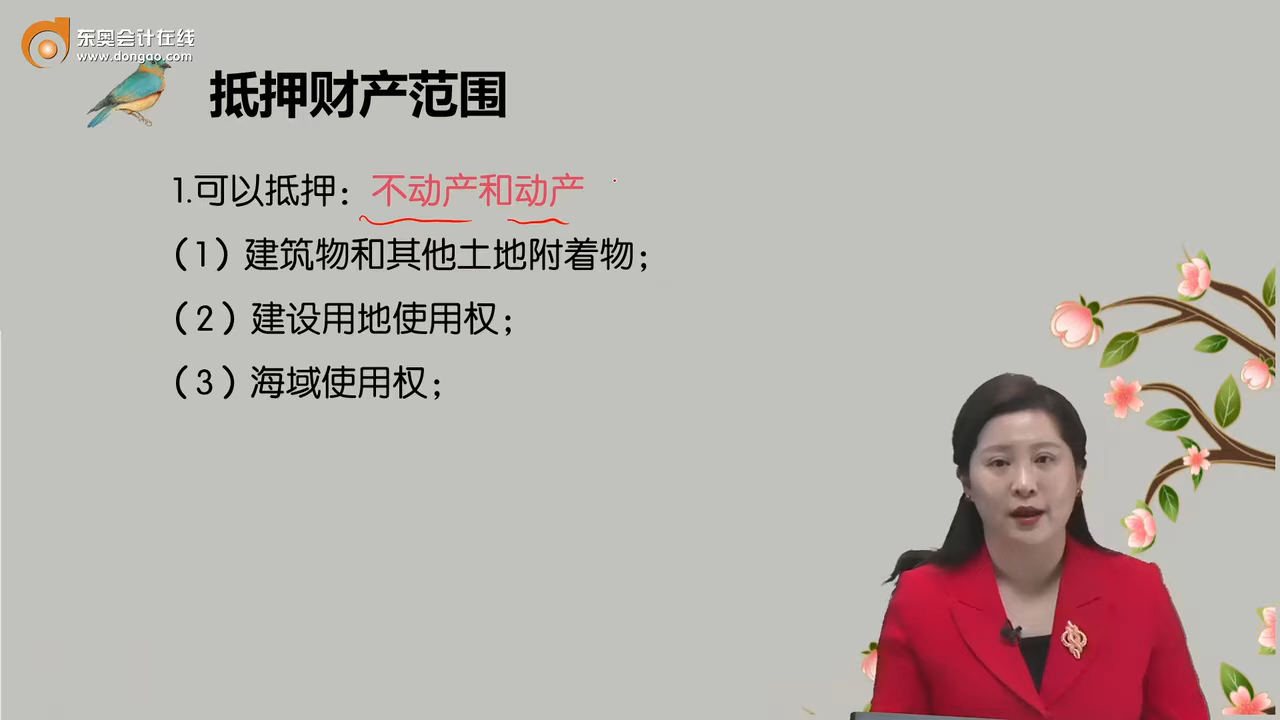 东奥会计在线
www.dongao.com
抵押财产范围
1.可以抵押：不动产和动产
（1）建筑物和其他土地附着物；
（2）建设用地使用权；
（3）海域使用权；